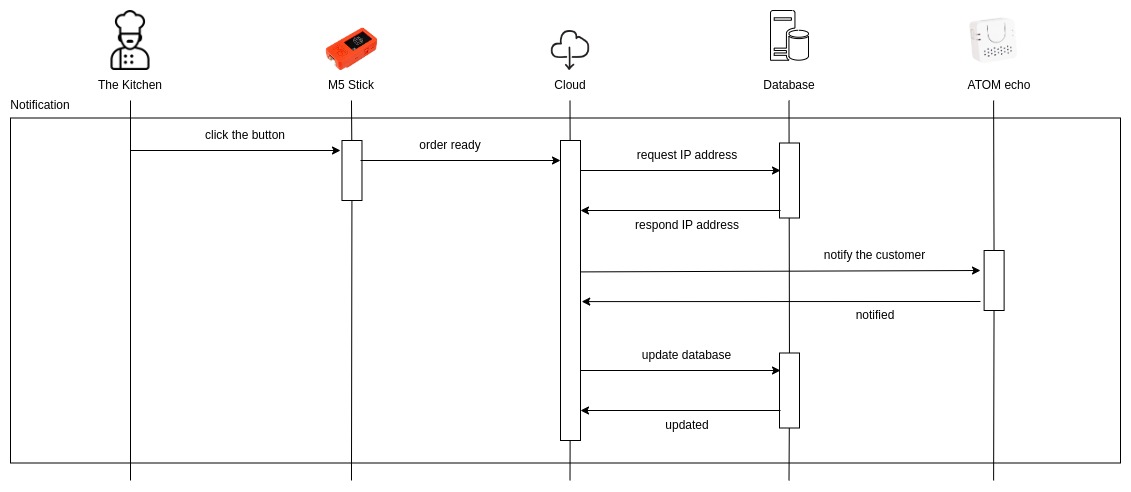 The Kitchen
M5 Stick
Cloud
Database
ATOM echo
Notification
click the button
order ready
request IP address
respond IP address
notify the customer
notified
update database
updated